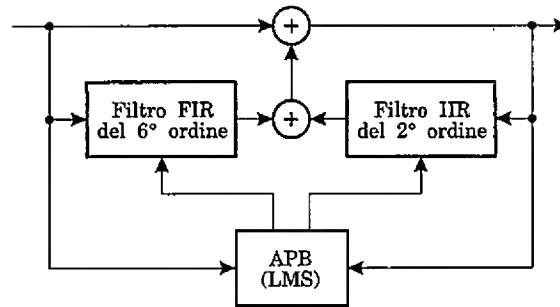 +
Filtro FIR
del 6° ordine
+
Filtro IIR
del 2° ordine
APB
(LMS)